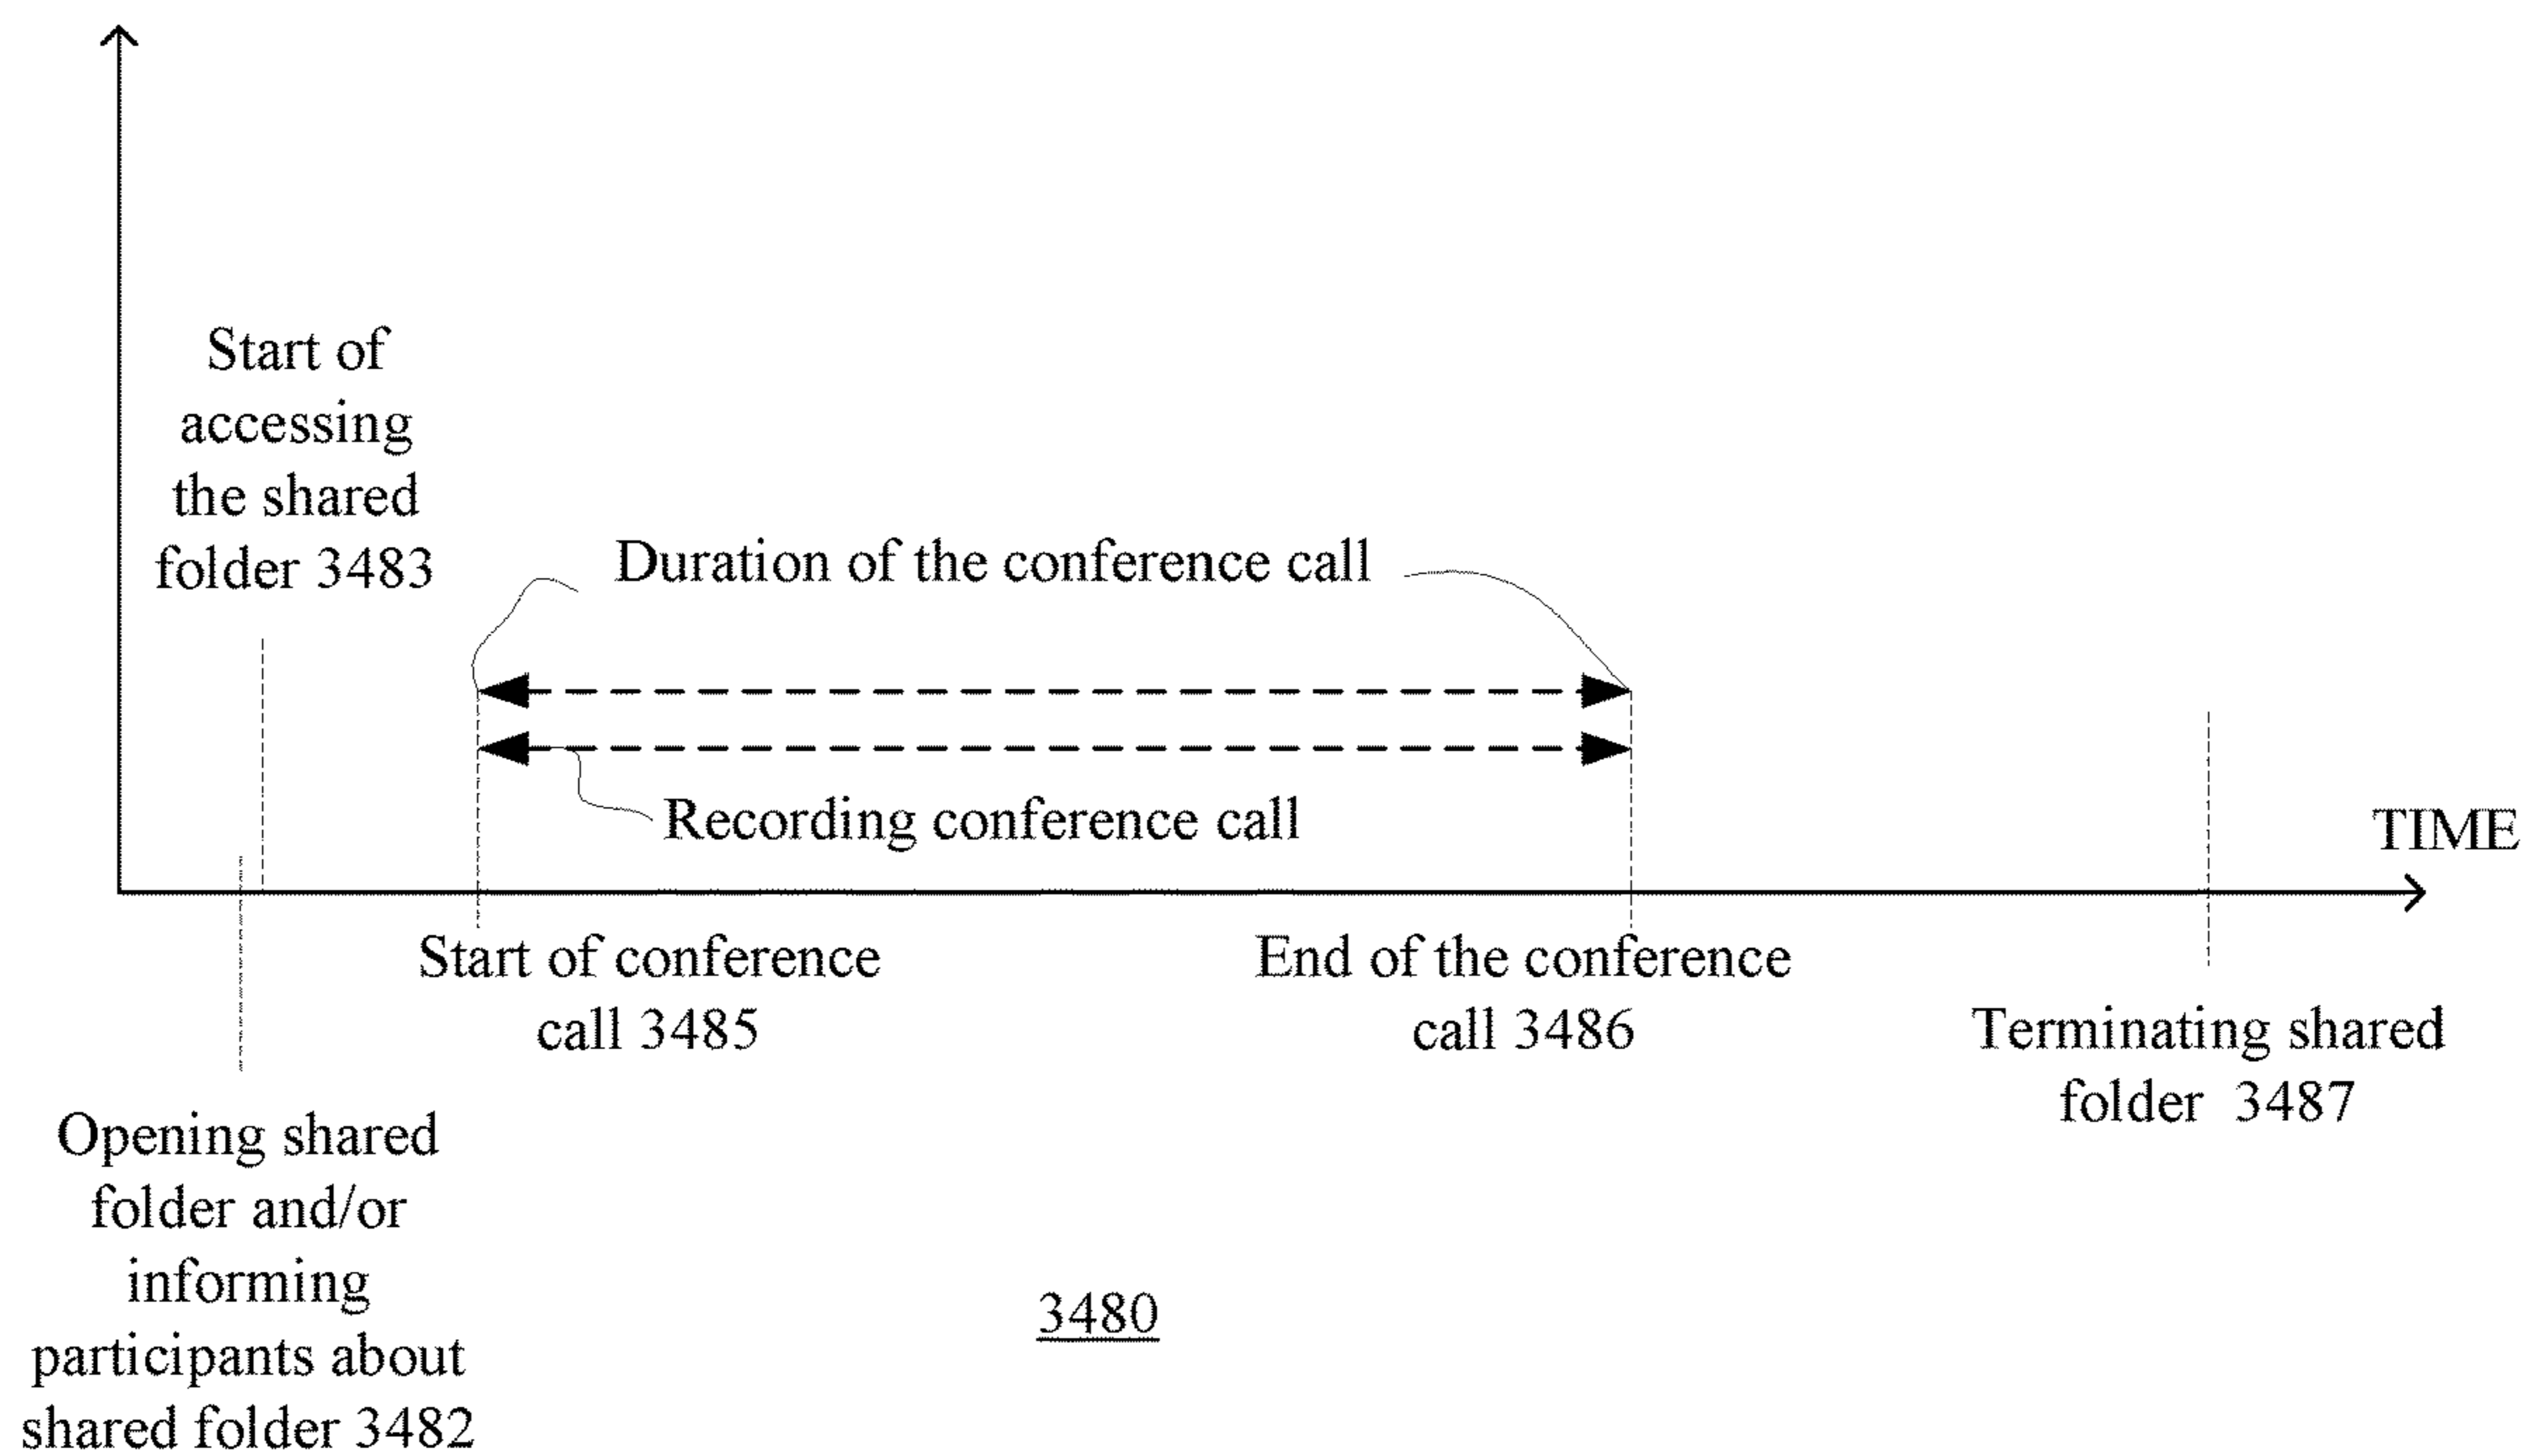 Start of
accessing
the shared
folder 3483
Duration of the conference call
Recording conference call
TIME
Start of conference
call 3485
End of the conference
call 3486
Terminating shared
folder 3487
Opening shared
folder and/or
informing
participants about
shared folder 3482
3480